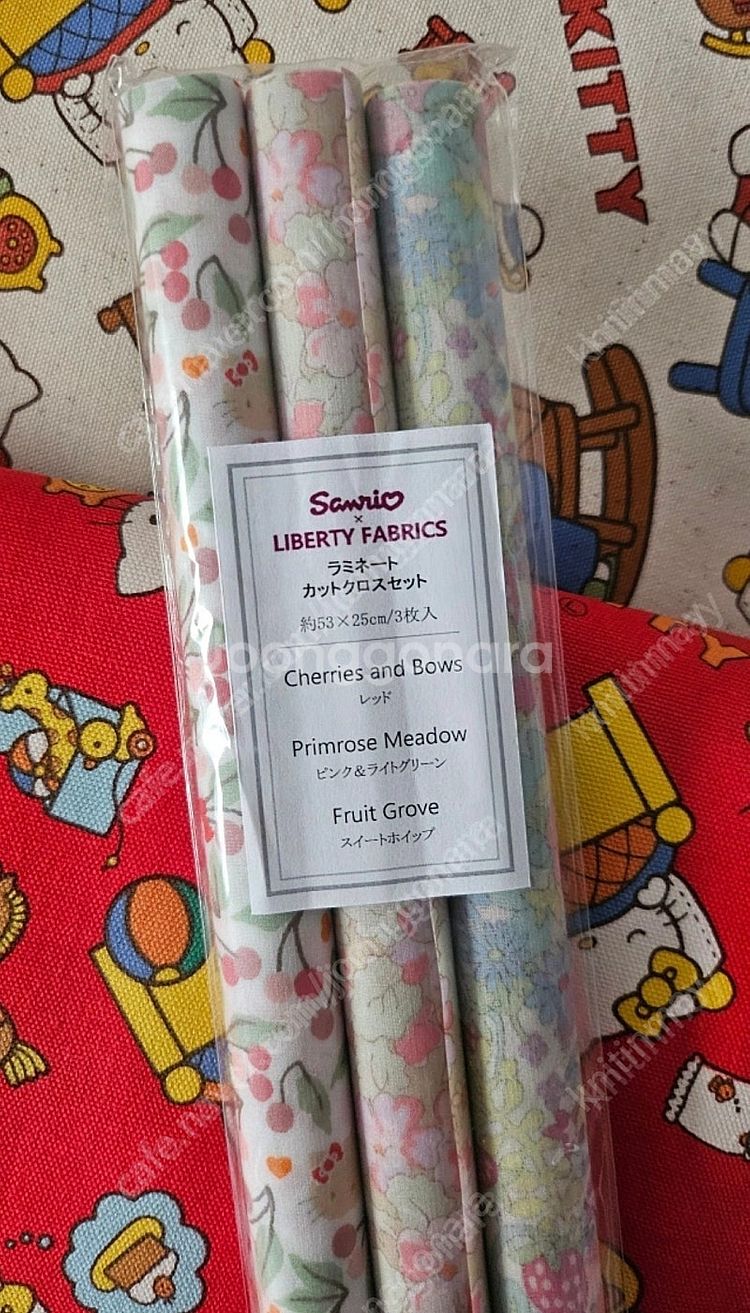 KITTY
Sanrio
×
LIBERTY FABRICS
ラミネート
カットクロスセット
約53×25cm/3枚入
joonggonara
Cherries and Bows
レッド
Primrose Meadow
ピンク＆ライトグリーン
Fruit Grove
スイートホイップ